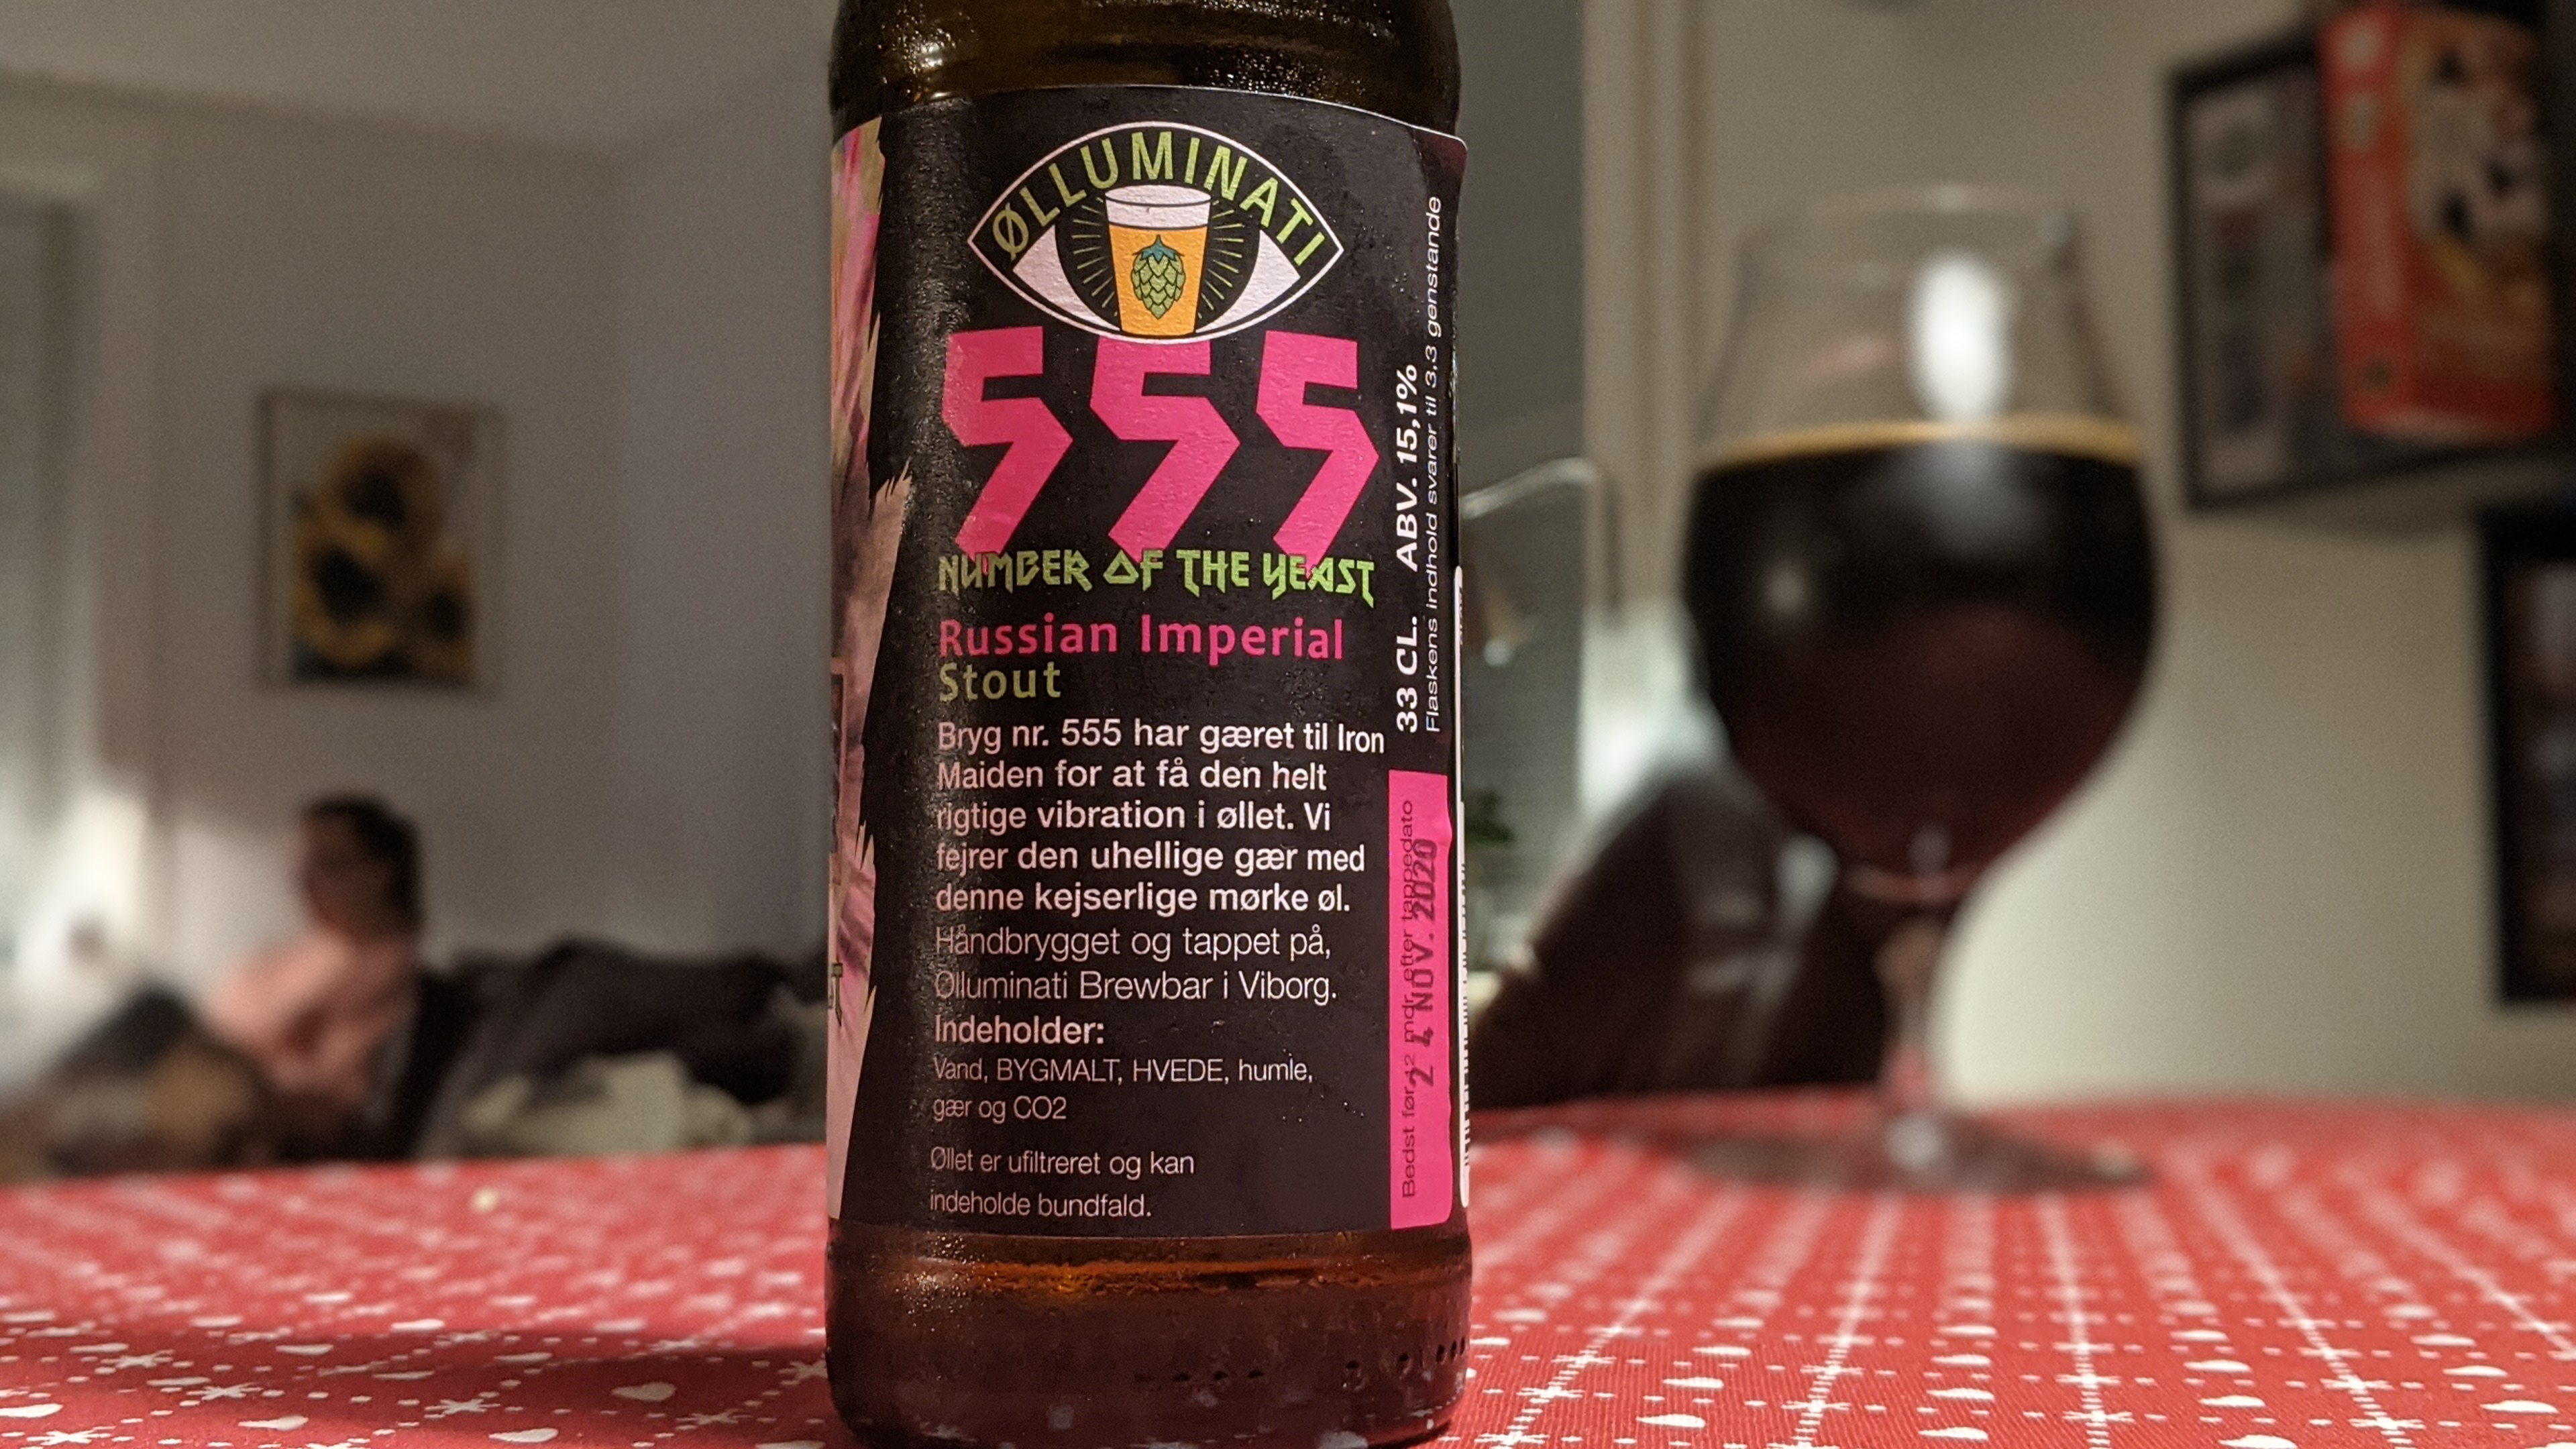 ØLLUMINATI
555
NUMBER OF THE YEAST
Russian Imperial
Stout
Bryg nr. 555 har gæret til Iron
Maiden for at få den helt
rigtige vibration i øllet. Vi
fejrer den uhellige gær med
denne kejserlige mørke øl.
Håndbrygget og tappet på,
Ølluminati Brewbar i Viborg.
Indeholder:
Vand, BYGMALT, HVEDE, humle,
gær og CO2
Øllet er ufiltreret og kan
indeholde bundfald.
33 CL. ABV. 15,1%
Flaskens indhold svarer til 3.3 genstande
Bedst før 12 mdr. efter tappedato
2 4 NOV. 2020